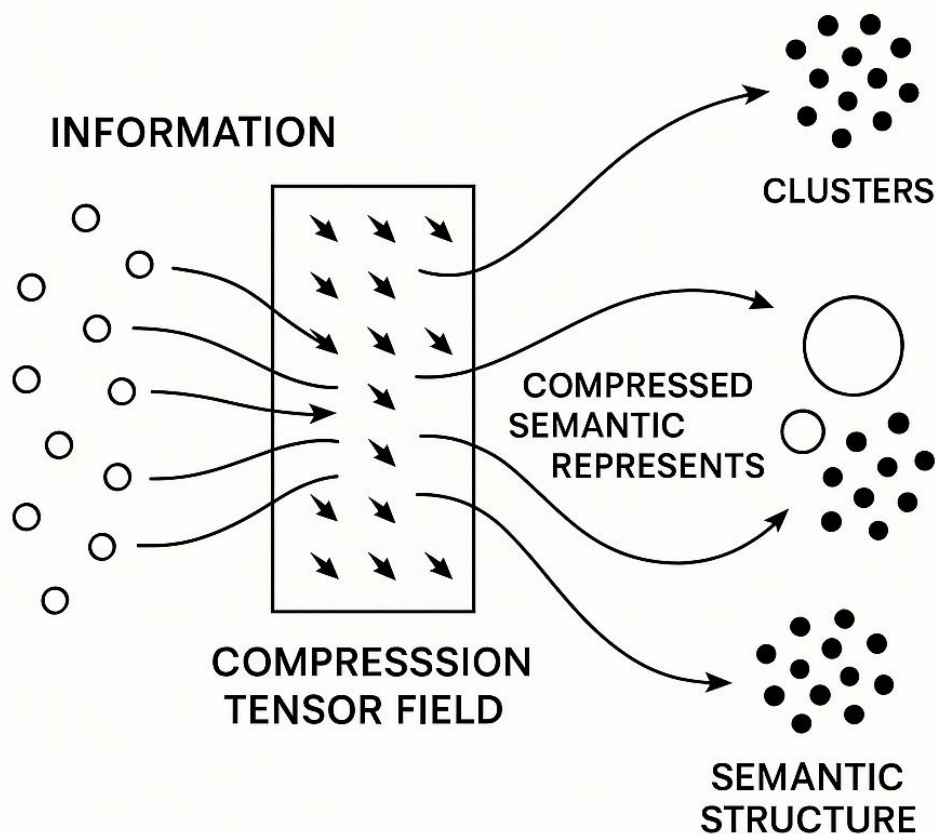 INFORMATION
CLUSTERS
COMPRESSED
SEMANTIC
REPRESENTS
COMPRESSSION
TENSOR FIELD
SEMANTIC
STRUCTURE